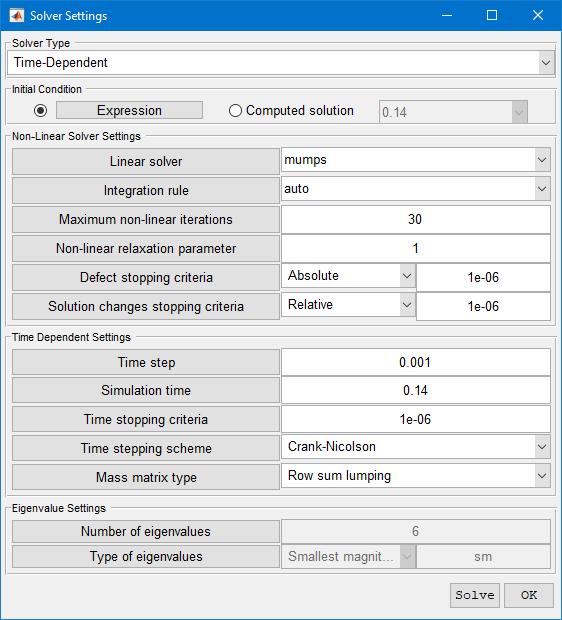 Solver Settings
Solver Type
Time-Dependent
Initial Condition
Expression Computed solution 0.14
Non-Linear Solver Settings
Linear solver mumps
Integration rule auto
Maximum non-linear iterations 30
Non-linear relaxation parameter 1
Defect stopping criteria Absolute 1e-06
Solution changes stopping criteria Relative 1e-06
Time Dependent Settings
Time step 0.001
Simulation time 0.14
Time stopping criteria 1e-06
Time stepping scheme Crank-Nicolson
Mass matrix type Row sum lumping
Eigenvalue Settings
Number of eigenvalues 6
Type of eigenvalues Smallest magnit... sm
Solve OK